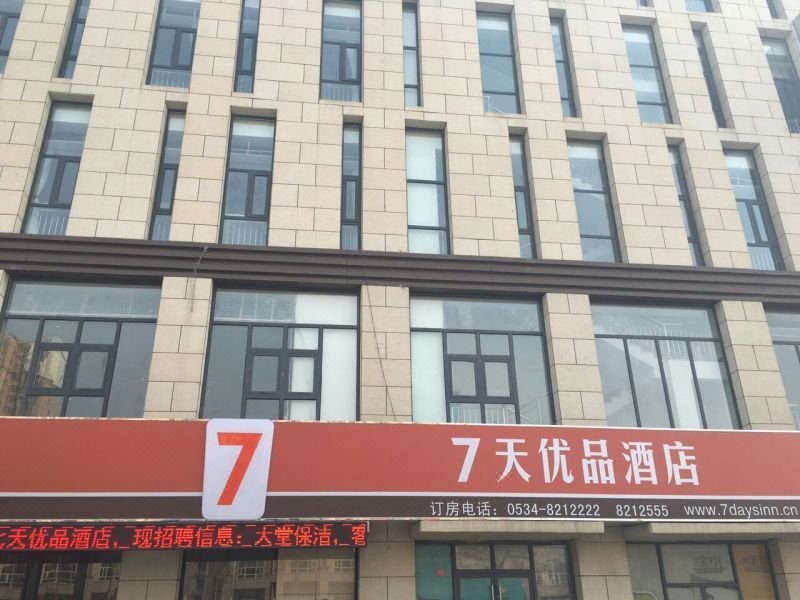 7
7天优品酒店
订房电话：0534-8212222 8212555 www.7daysinn.cn
天优品酒店，现招聘信息：大堂保洁，客